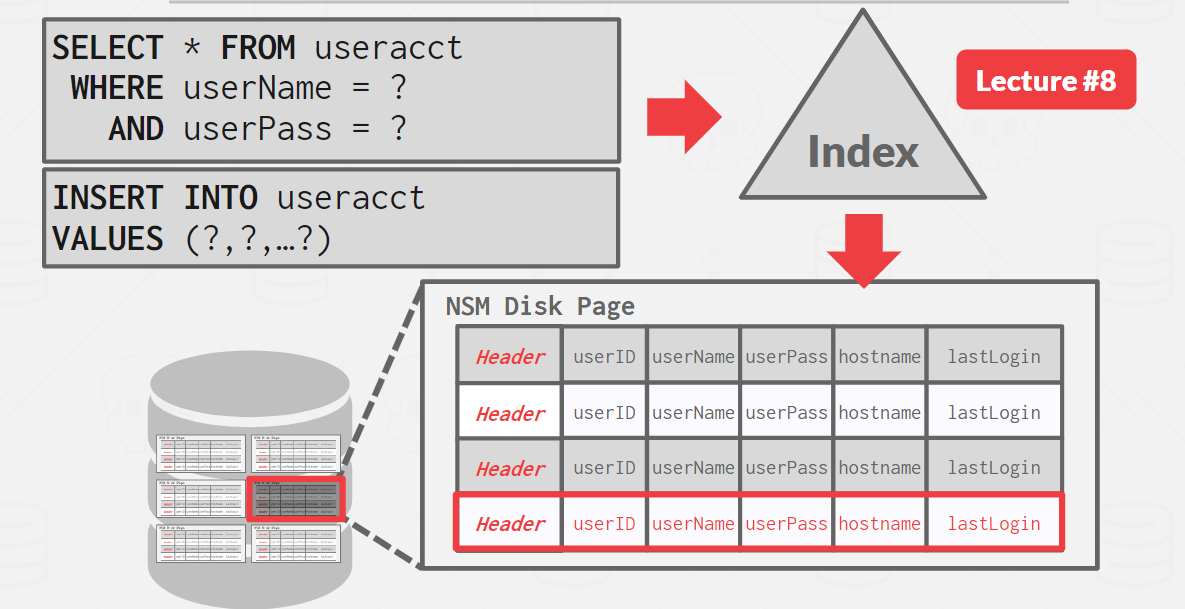 SELECT * FROM useracct
WHERE userName = ?
AND userPass = ?
Lecture #8
Index
INSERT INTO useracct
VALUES (?,?,…?)
NSM Disk Page
Header userID userName userPass hostname lastLogin
Header userID userName userPass hostname lastLogin
Header userID userName userPass hostname lastLogin
Header userID userName userPass hostname lastLogin